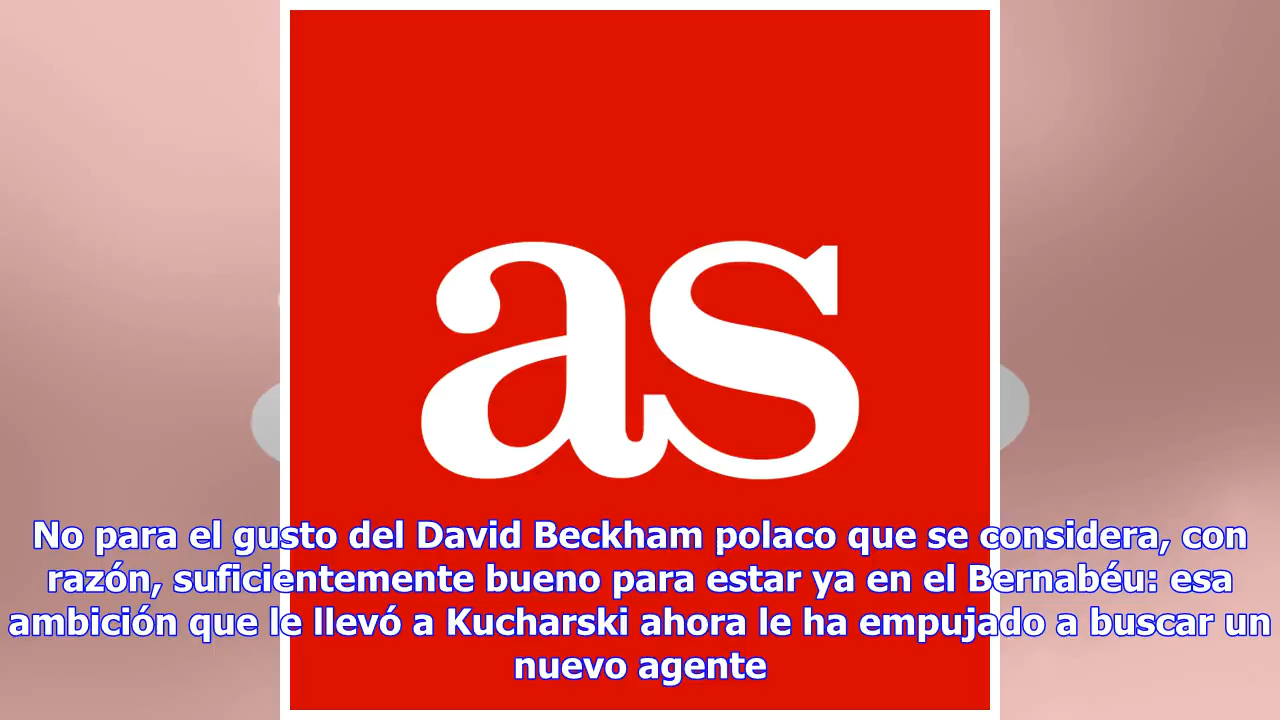 as
No para el gusto del David Beckham polaco que se considera, con
razón, suficientemente bueno para estar ya en el Bernabéu: esa
ambición que le llevó a Kucharski ahora le ha empujado a buscar un
nuevo agente